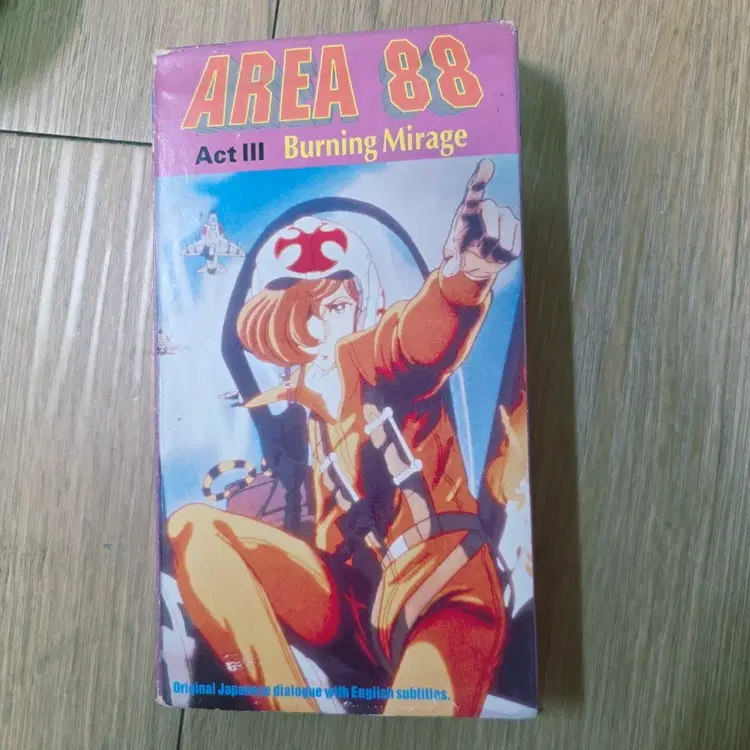 AREA 88
Act III Burning Mirage
Original Japanese dialogue with English subtitles.